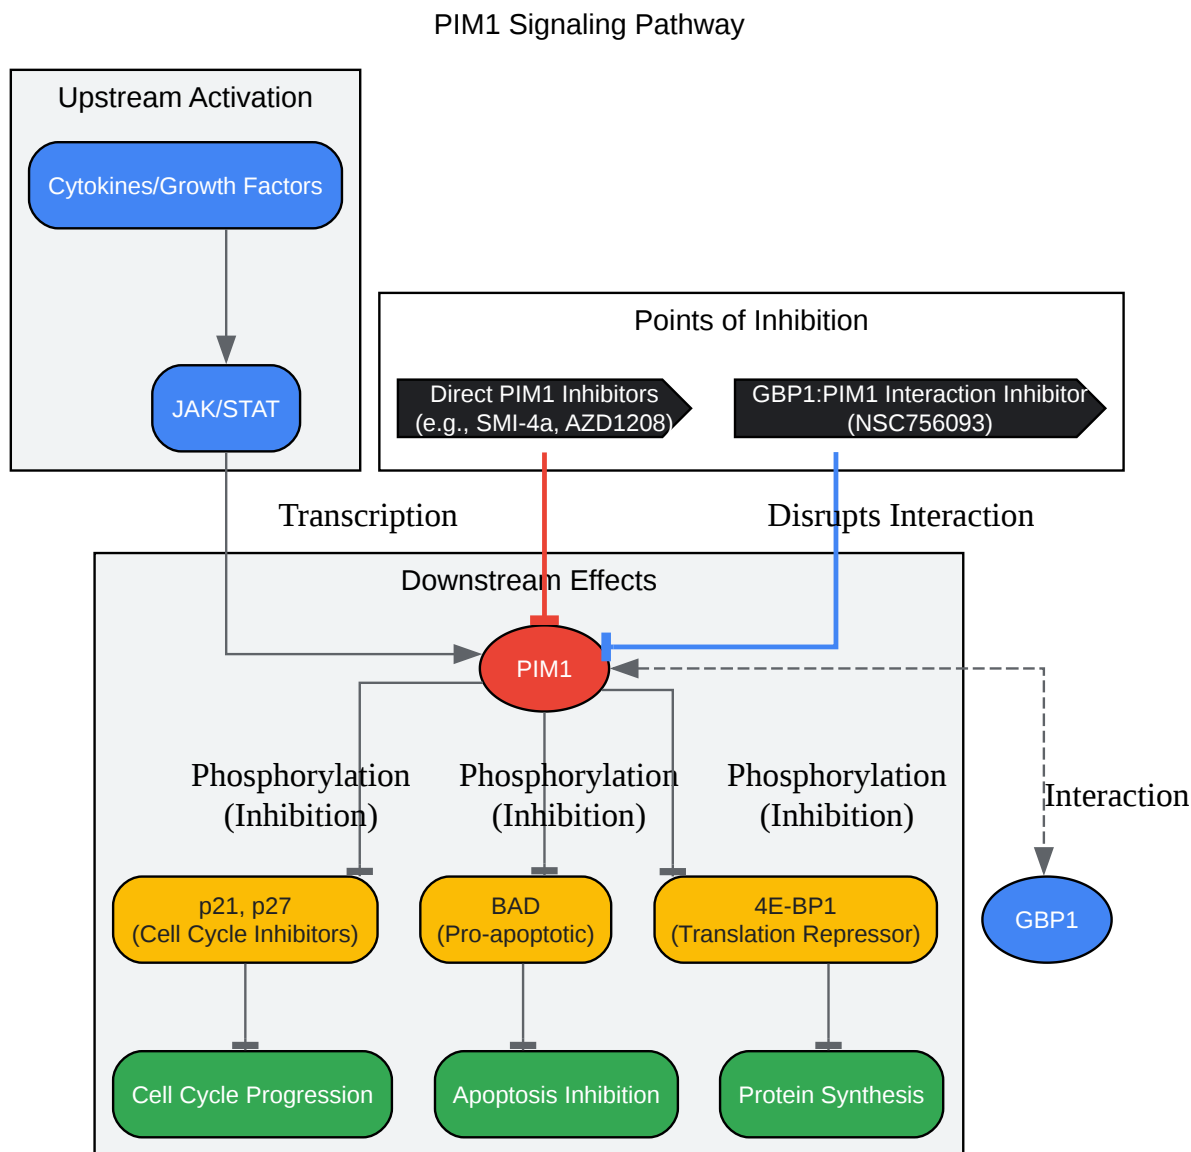 PIM1 Signaling Pathway
Upstream Activation
Cytokines/Growth Factors
JAK/STAT
Points of Inhibition
Direct PIM1 Inhibitors
(e.g., SMI-4a, AZD1208)
GBP1:PIM1 Interaction Inhibitor
(NSC756093)
Transcription
Disrupts Interaction
Downstream Effects
PIM1
Phosphorylation
(Inhibition)
Phosphorylation
(Inhibition)
Phosphorylation
(Inhibition)
Interaction
p21, p27
(Cell Cycle Inhibitors)
BAD
(Pro-apoptotic)
4E-BP1
(Translation Repressor)
GBP1
Cell Cycle Progression
Apoptosis Inhibition
Protein Synthesis